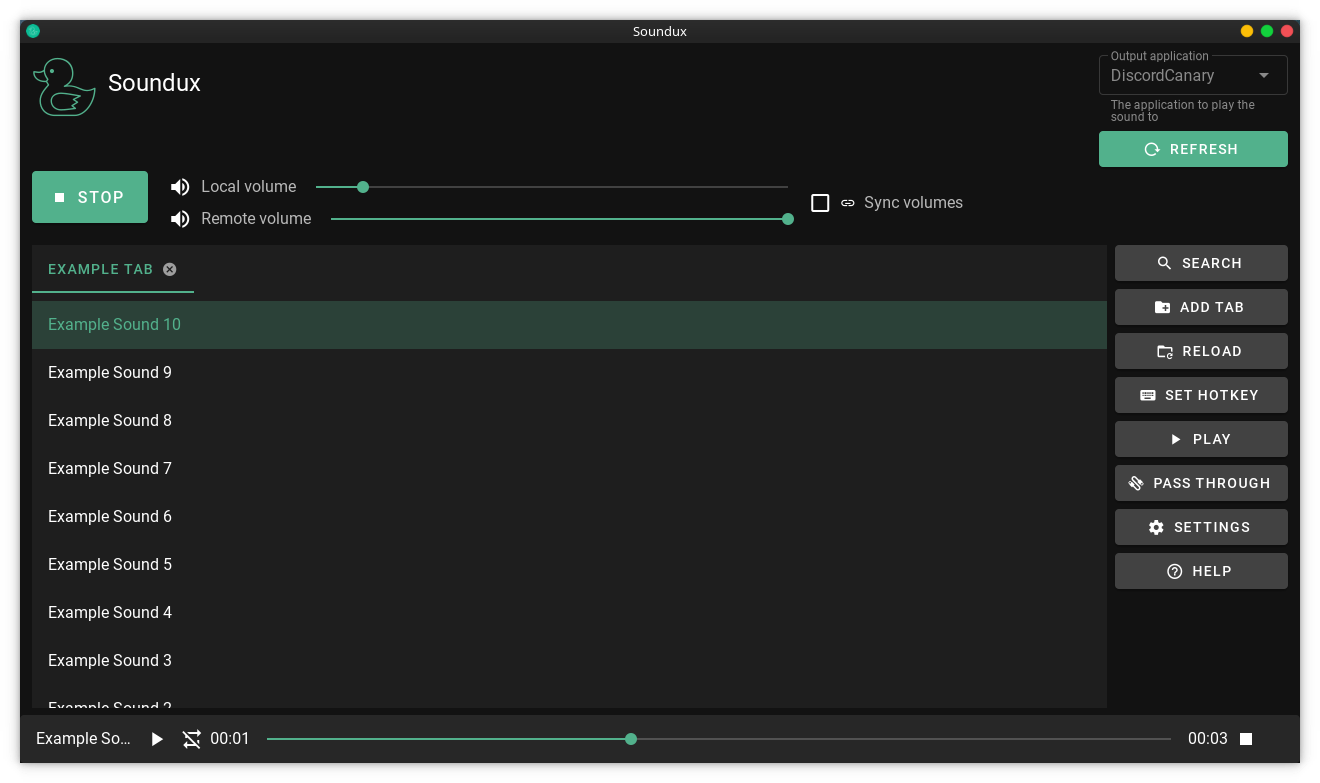 Soundux
Soundux
Output application
DiscordCanary
The application to play the
sound to
REFRESH
STOP
Local volume
Remote volume
Sync volumes
EXAMPLE TAB
Example Sound 10
Example Sound 9
Example Sound 8
Example Sound 7
Example Sound 6
Example Sound 5
Example Sound 4
Example Sound 3
Example Sound 2
SEARCH
ADD TAB
RELOAD
SET HOTKEY
PLAY
PASS THROUGH
SETTINGS
HELP
Example So...
00:01
00:03